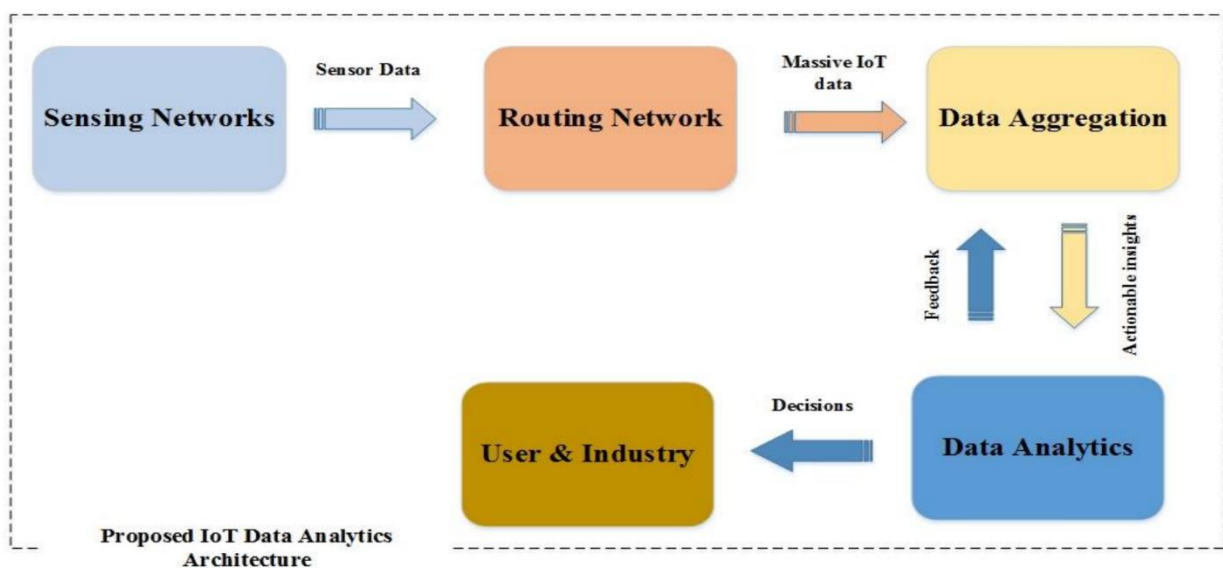 Sensing Networks
Sensor Data
Routing Network
Massive IoT
data
Data Aggregation
Feedback
Actionable insights
User & Industry
Decisions
Data Analytics
Proposed IoT Data Analytics
Architecture